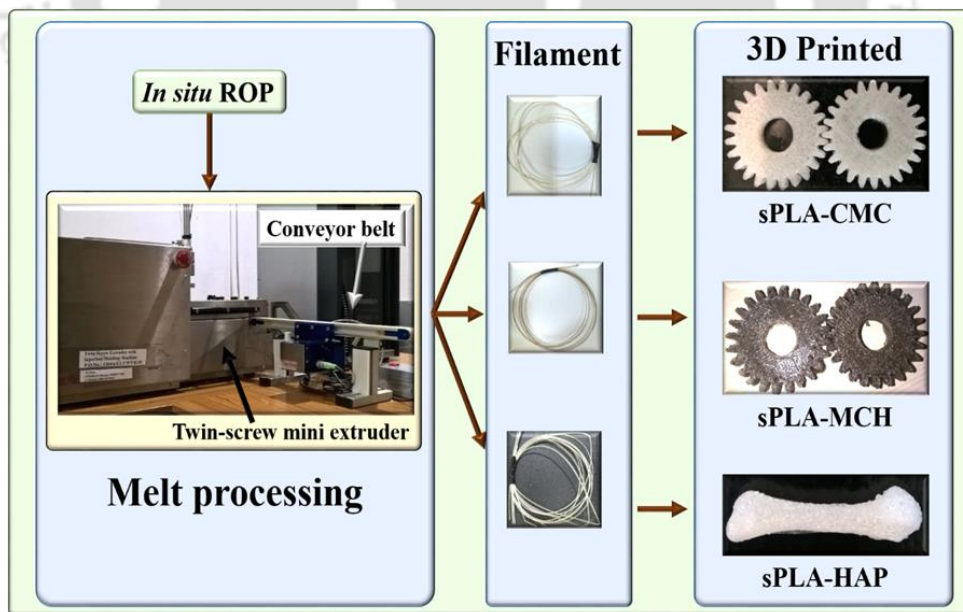 In situ ROP
Conveyor belt
Twin-screw mini extruder
Melt processing
Filament
3D Printed
sPLA-CMC
sPLA-MCH
sPLA-HAP